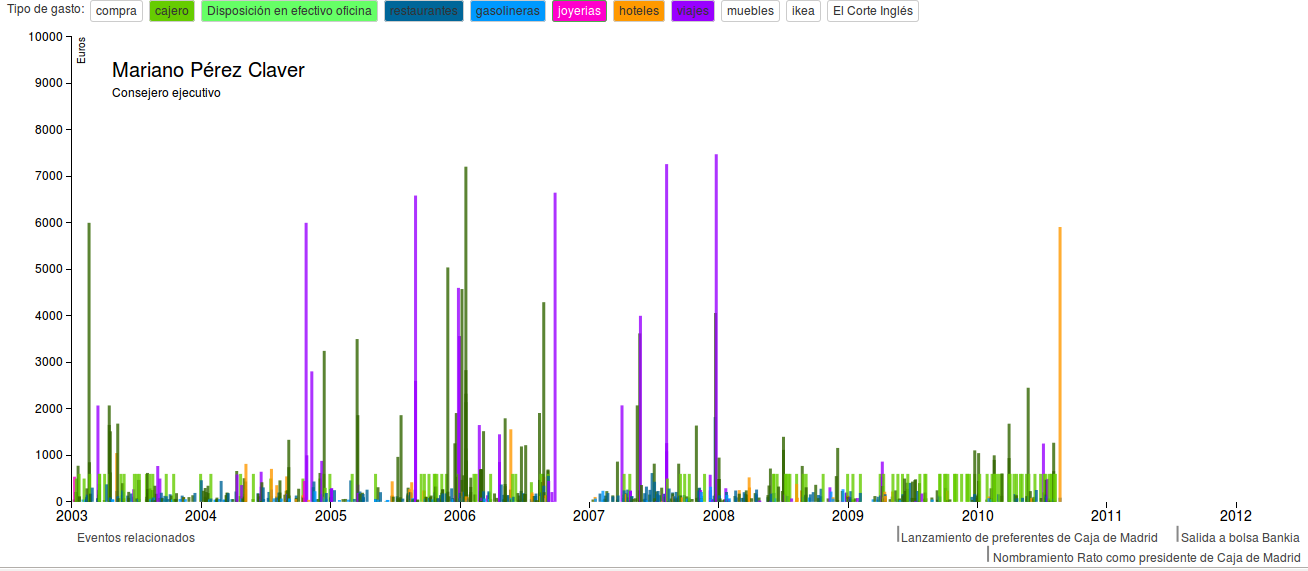 Tipo de gasto: compra cajero Disposición en efectivo oficina restaurantes gasolineras joyerias hoteles viajes muebles ikea El Corte Inglés
10000
Euros
Mariano Pérez Claver
9000
Consejero ejecutivo
8000
7000
6000
5000
4000
3000
2000
1000
0
2003 2004 2005 2006 2007 2008 2009 2010 2011 2012
Eventos relacionados Lanzamiento de preferentes de Caja de Madrid Salida a bolsa Bankia
Nombramiento Rato como presidente de Caja de Madrid